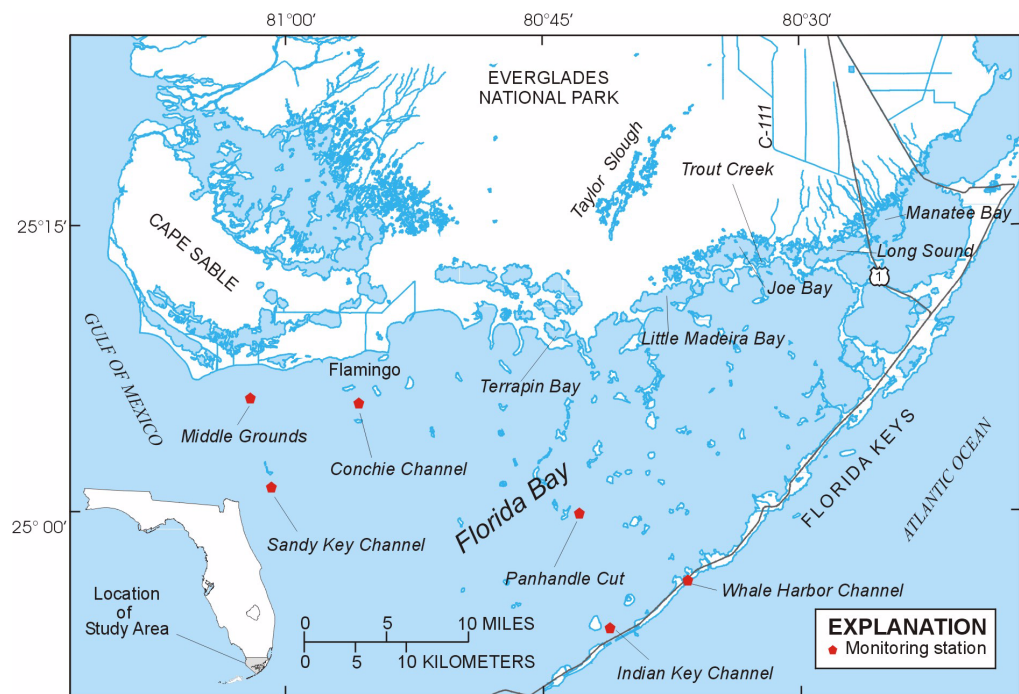 81°00′
80°45′
80°30′
EVERGLADES
NATIONAL PARK
C-111
Taylor Slough
Trout Creek
25°15′
Manatee Bay
CAPE SABLE
Long Sound
1
Joe Bay
GULF OF MEXICO
Little Madeira Bay
Flamingo
Terrapin Bay
Middle Grounds
Conchie Channel
FLORIDA KEYS
ATLANTIC OCEAN
Florida Bay
25° 00′
Sandy Key Channel
Panhandle Cut
Whale Harbor Channel
Location
of
Study Area
0 5 10 MILES
0 5 10 KILOMETERS
EXPLANATION
Monitoring station
Indian Key Channel